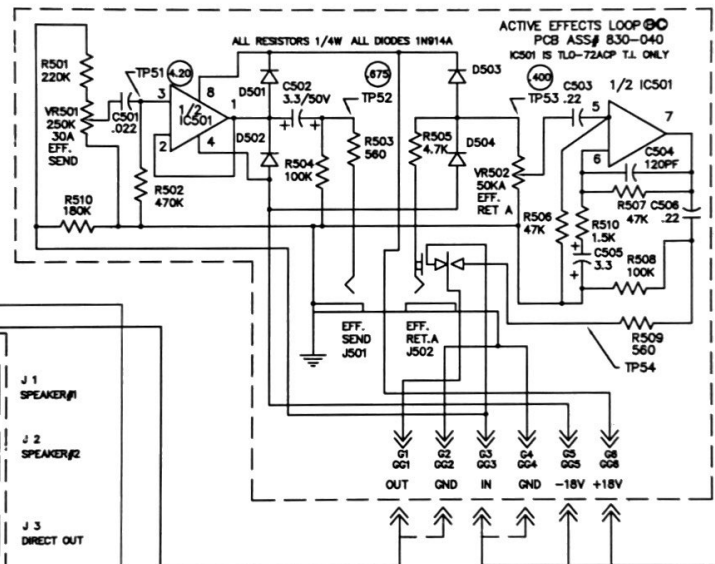 ACTIVE EFFECTS LOOP
PCB ASS# 830-040
IC501 IS TLO-72ACP T.I. ONLY
ALL RESISTORS 1/4W ALL DIODES 1N914A
R501
220K
VR501
250K
30A
EFF.
SEND
TP51
4.20
C501
.022
3
8
1
1/2
IC501
2
4
R502
470K
R510
180K
D501
D502
C502
3.3/50V
R504
100K
.675
TP52
R503
560
D503
D504
R505
4.7K
.400
TP53
VR502
50KA
EFF.
RET A
C503
.22
1/2 IC501
5
7
6
C504
120PF
R507
47K
C506
.22
R506
47K
R510
1.5K
C505
3.3
R508
100K
R509
560
TP54
EFF.
SEND
J501
EFF.
RET.A
J502
G1 G2 G3 G4 G5 G6
GG1 GG2 GG3 GG4 GG5 GG6
OUT GND IN GND -18V +18V
J 1
SPEAKER#1
J 2
SPEAKER#2
J 3
DIRECT OUT